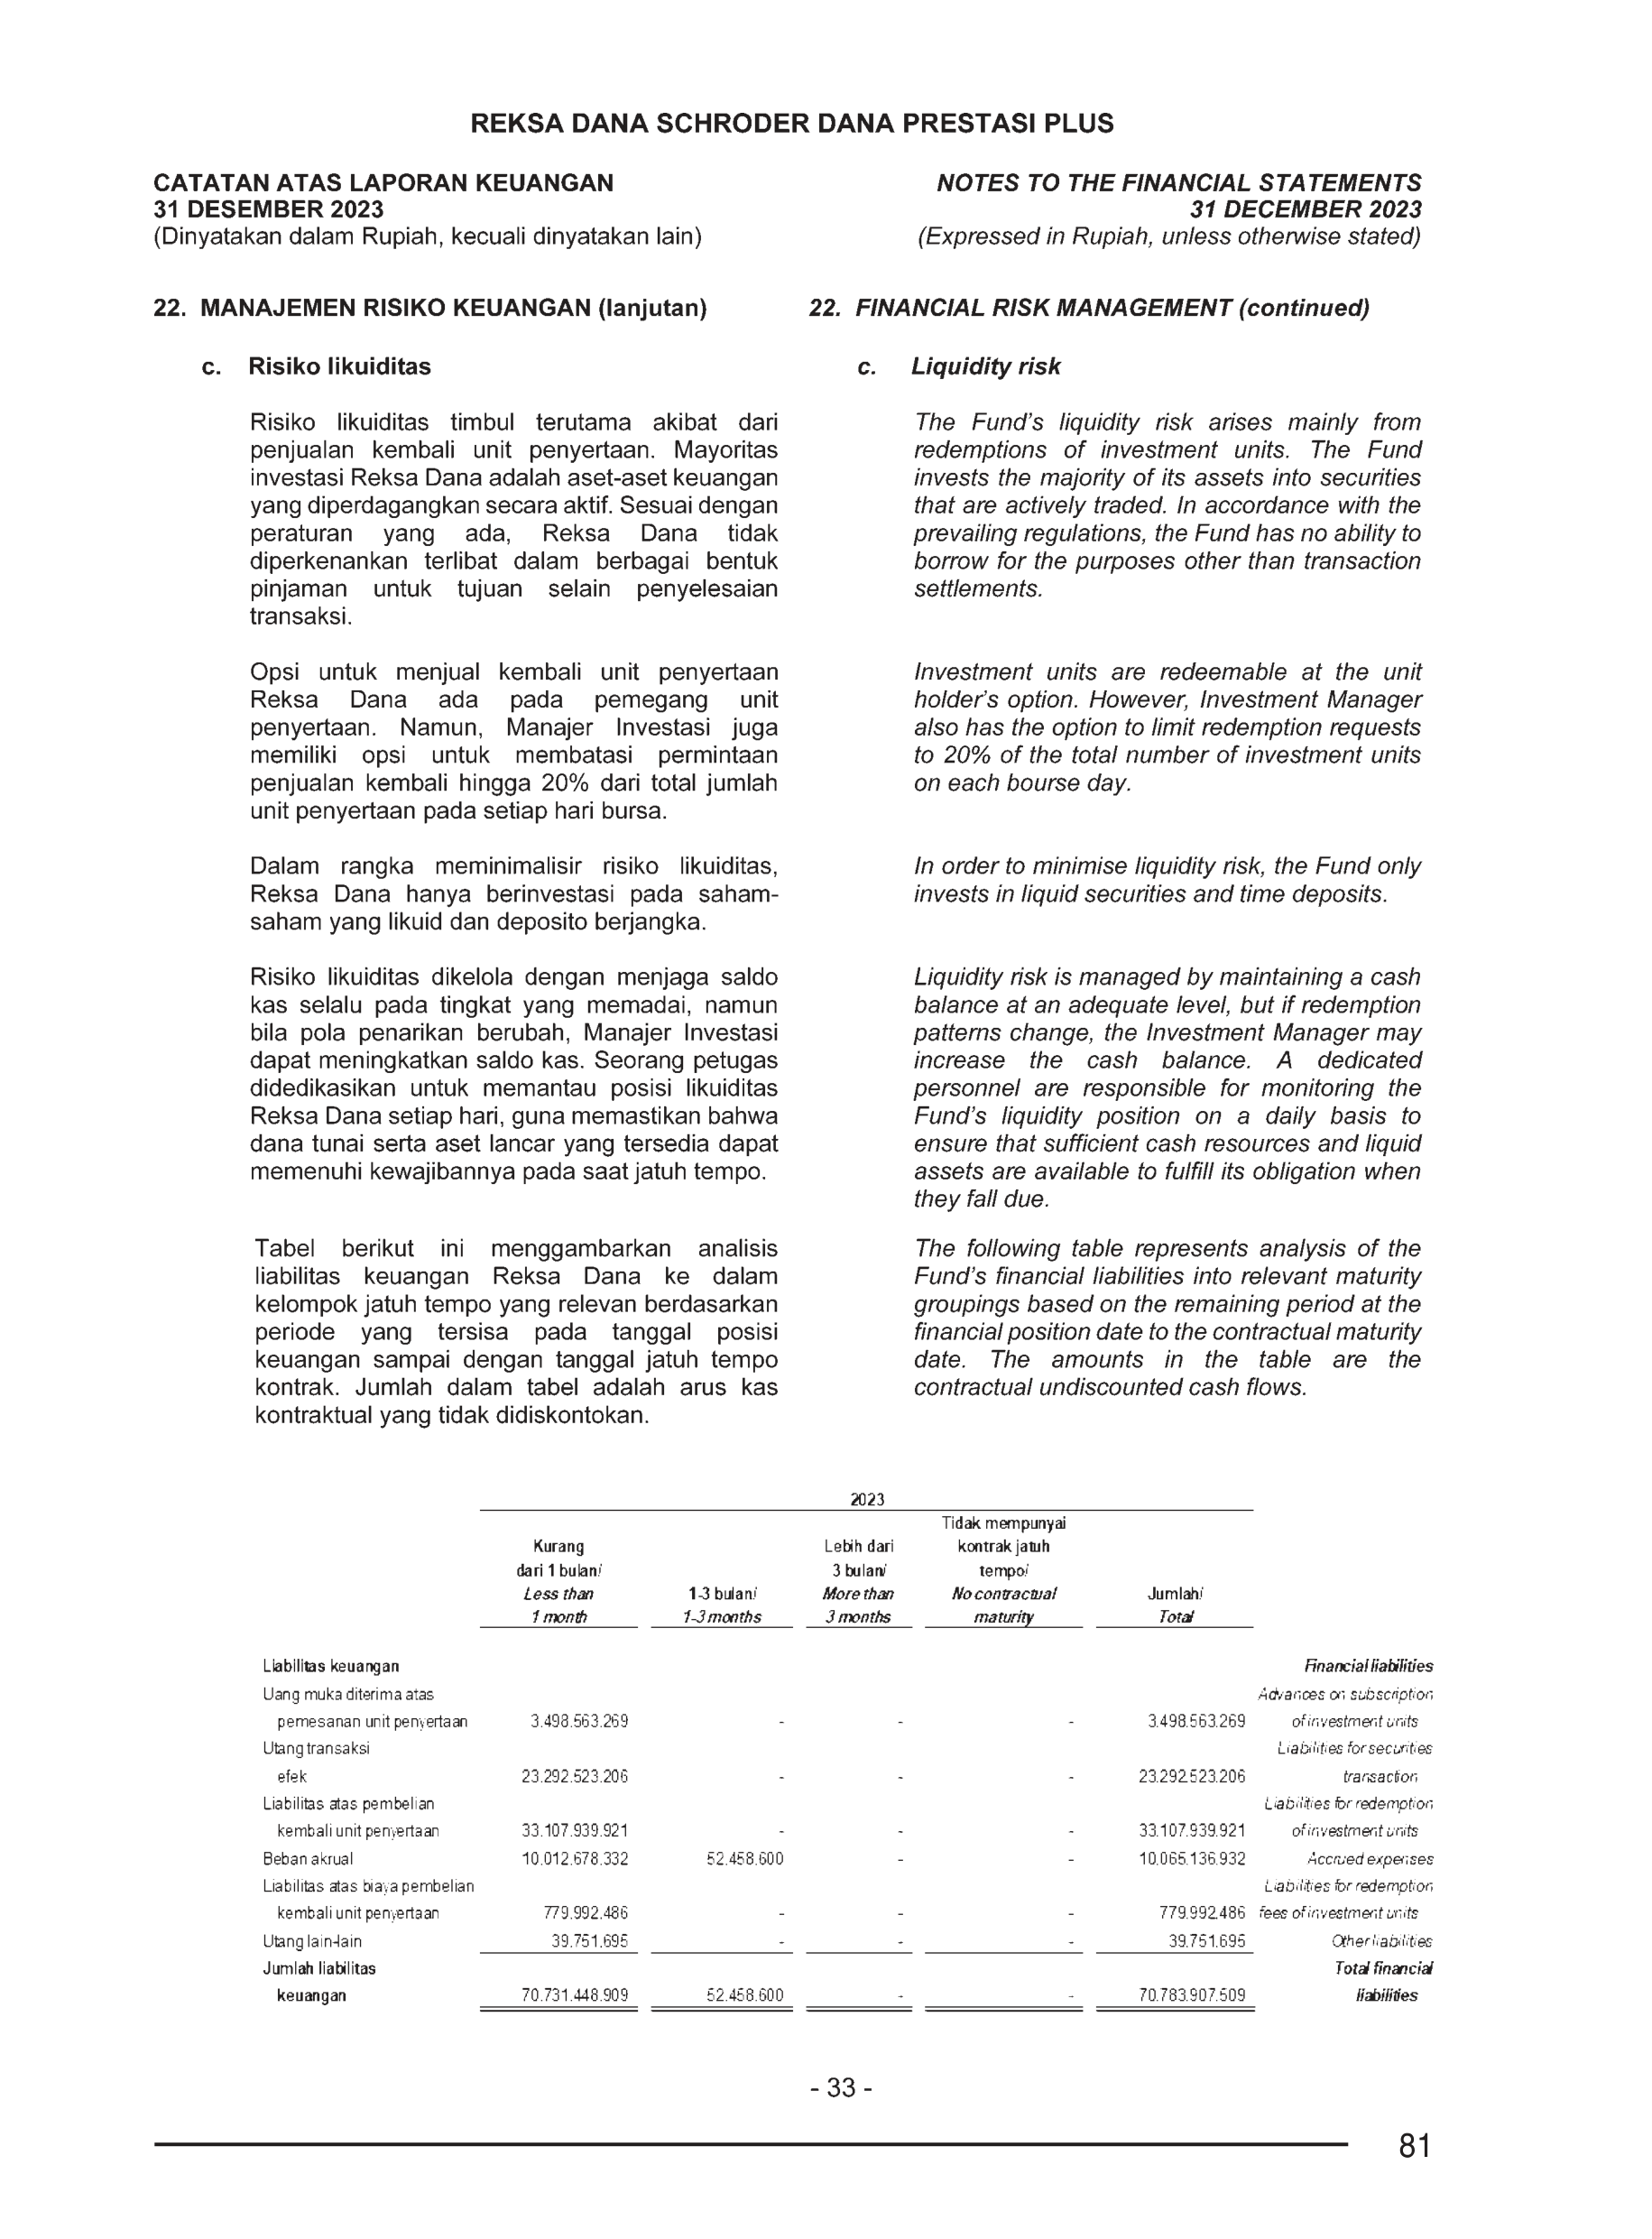 REKSA DANA SCHRODER DANA PRESTASI PLUS
CATATAN ATAS LAPORAN KEUANGAN
31 DESEMBER 2023
(Dinyatakan dalam Rupiah, kecuali dinyatakan lain)
NOTES TO THE FINANCIAL STATEMENTS
31 DECEMBER 2023
(Expressed in Rupiah, unless otherwise stated)
22. MANAJEMEN RISIKO KEUANGAN (lanjutan)
c. Risiko likuiditas
Risiko likuiditas timbul terutama akibat dari
penjualan kembali unit penyertaan. Mayoritas
investasi Reksa Dana adalah aset-aset keuangan
yang diperdagangkan secara aktif. Sesuai dengan
peraturan yang ada, Reksa Dana tidak
diperkenankan terlibat dalam berbagai bentuk
pinjaman untuk tujuan selain penyelesaian
transaksi.
Opsi untuk menjual kembali unit penyertaan
Reksa Dana ada pada pemegang unit
penyertaan. Namun, Manajer Investasi juga
memiliki opsi untuk membatasi permintaan
penjualan kembali hingga 20% dari total jumlah
unit penyertaan pada setiap hari bursa.
Dalam rangka meminimalisir risiko likuiditas,
Reksa Dana hanya berinvestasi pada saham-
saham yang likuid dan deposito berjangka.
Risiko likuiditas dikelola dengan menjaga saldo
kas selalu pada tingkat yang memadai, namun
bila pola penarikan berubah, Manajer Investasi
dapat meningkatkan saldo kas. Seorang petugas
didedikasikan untuk memantau posisi likuiditas
Reksa Dana setiap hari, guna memastikan bahwa
dana tunai serta aset lancar yang tersedia dapat
memenuhi kewajibannya pada saat jatuh tempo.
Tabel berikut ini menggambarkan analisis
liabilitas keuangan Reksa Dana ke dalam
kelompok jatuh tempo yang relevan berdasarkan
periode yang tersisa pada tanggal posisi
keuangan sampai dengan tanggal jatuh tempo
kontrak. Jumlah dalam tabel adalah arus kas
kontraktual yang tidak didiskontokan.
22. FINANCIAL RISK MANAGEMENT (continued)
c. Liquidity risk
The Fund's liquidity risk arises mainly from
redemptions of investment units. The Fund
invests the majority of its assets into securities
that are actively traded. In accordance with the
prevailing regulations, the Fund has no ability to
borrow for the purposes other than transaction
settlements.
Investment units are redeemable at the unit
holder's option. However, Investment Manager
also has the option to limit redemption requests
to 20% of the total number of investment units
on each bourse day.
In order to minimise liquidity risk, the Fund only
invests in liquid securities and time deposits.
Liquidity risk is managed by maintaining a cash
balance at an adequate level, but if redemption
patterns change, the Investment Manager may
increase the cash balance. A dedicated
personnel are responsible for monitoring the
Fund's liquidity position on a daily basis to
ensure that sufficient cash resources and liquid
assets are available to fulfill its obligation when
they fall due.
The following table represents analysis of the
Fund's financial liabilities into relevant maturity
groupings based on the remaining period at the
financial position date to the contractual maturity
date. The amounts in the table are the
contractual undiscounted cash flows.
2023
Tidak mempunyai
Kurang Lebih dari kontrak jatuh
dari 1 bulan/ 3 bulan/ tempo/
Less than 1-3 bulan/ More than No contractual Jumlah/
1 month 1-3 months 3 months maturity Total
Liabilitas keuangan Financial liabilities
Uang muka diterima atas Advances on subscription
pemesanan unit penyertaan 3.498.563.269 - - - 3.498.563.269 of investment units
Utang transaksi Liabilities for securities
efek 23.292.523.206 - - - 23.292.523.206 transaction
Liabilitas atas pembelian Liabilities for redemption
kembali unit penyertaan 33.107.939.921 - - - 33.107.939.921 of investment units
Beban akrual 10.012.678.332 52.458.600 - - 10.065.136.932 Accrued expenses
Liabilitas atas biaya pembelian Liabilities for redemption
kembali unit penyertaan 779.992.486 - - - 779.992.486 fees of investment units
Utang lain-lain 39.751.695 - - - 39.751.695 Other liabilities
Jumlah liabilitas Total financial
keuangan 70.731.448.909 52.458.600 - - 70.783.907.509 liabilities
- 33 -
81